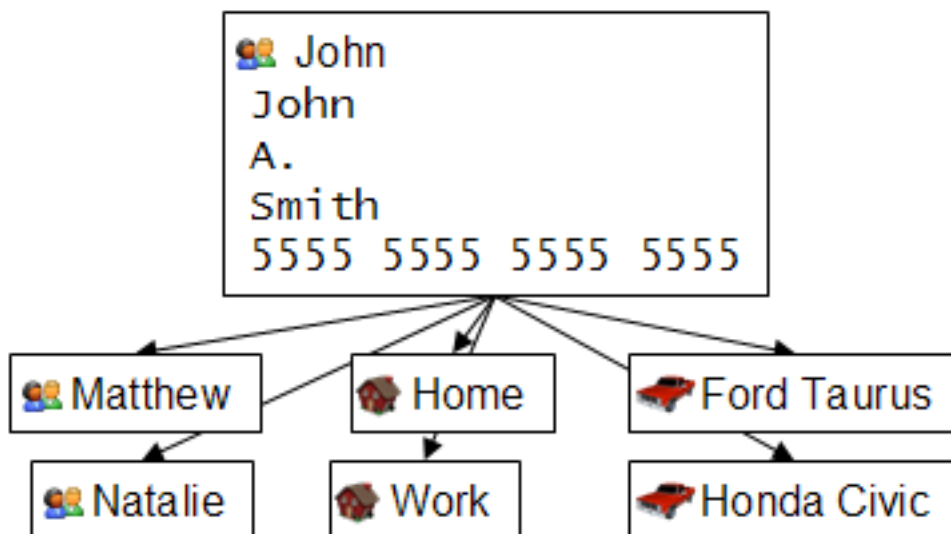 John
John
A.
Smith
5555 5555 5555 5555
Matthew
Home
Ford Taurus
Natalie
Work
Honda Civic